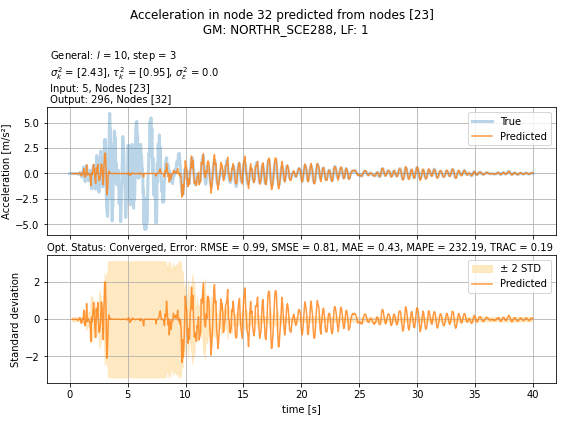 Acceleration in node 32 predicted from nodes [23]
GM: NORTHR_SCE288, LF: 1
General: l = 10, step = 3
σ²ₖ = [2.43], τ²ₖ = [0.95], σ²ε = 0.0
Input: 5, Nodes [23]
Output: 296, Nodes [32]
Acceleration [m/s²]
5.0
2.5
0.0
−2.5
−5.0
True
Predicted
Opt. Status: Converged, Error: RMSE = 0.99, SMSE = 0.81, MAE = 0.43, MAPE = 232.19, TRAC = 0.19
Standard deviation
2
0
−2
± 2 STD
Predicted
0 5 10 15 20 25 30 35 40
time [s]